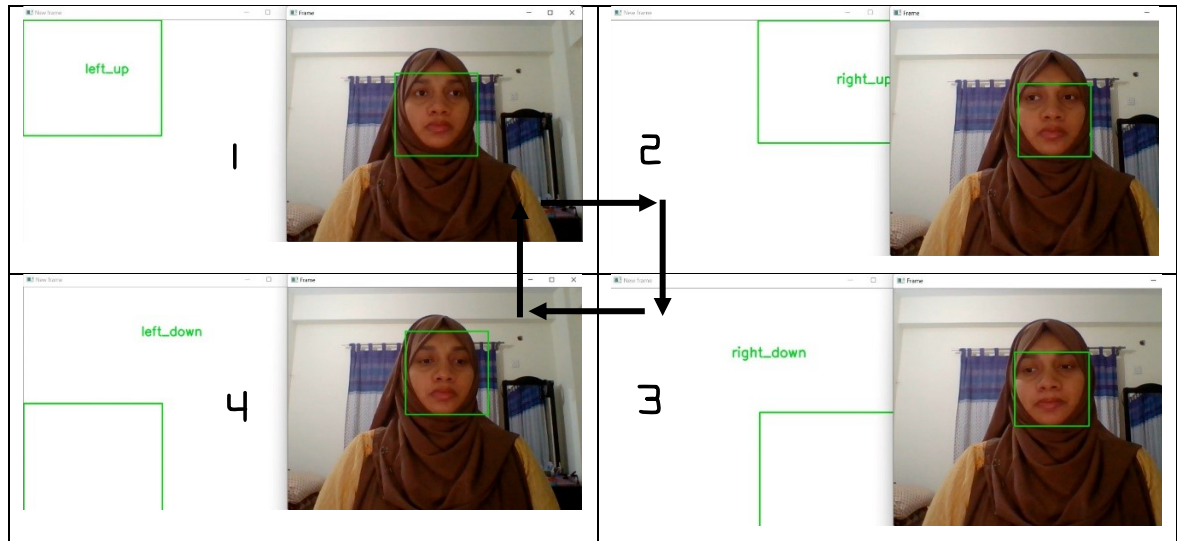 New frame
Frame
left_up
1
New frame
Frame
right_up
2
New frame
Frame
left_down
4
New frame
Frame
right_down
3